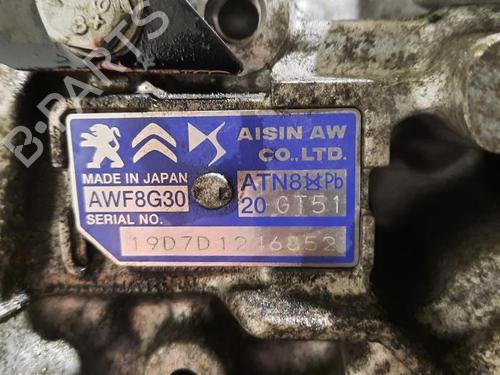 AISIN AW
CO., LTD.
MADE IN JAPAN
AWF8G30
ATN8 Pb
20 GT51
SERIAL NO.
19D7D1216852
B-PARTS